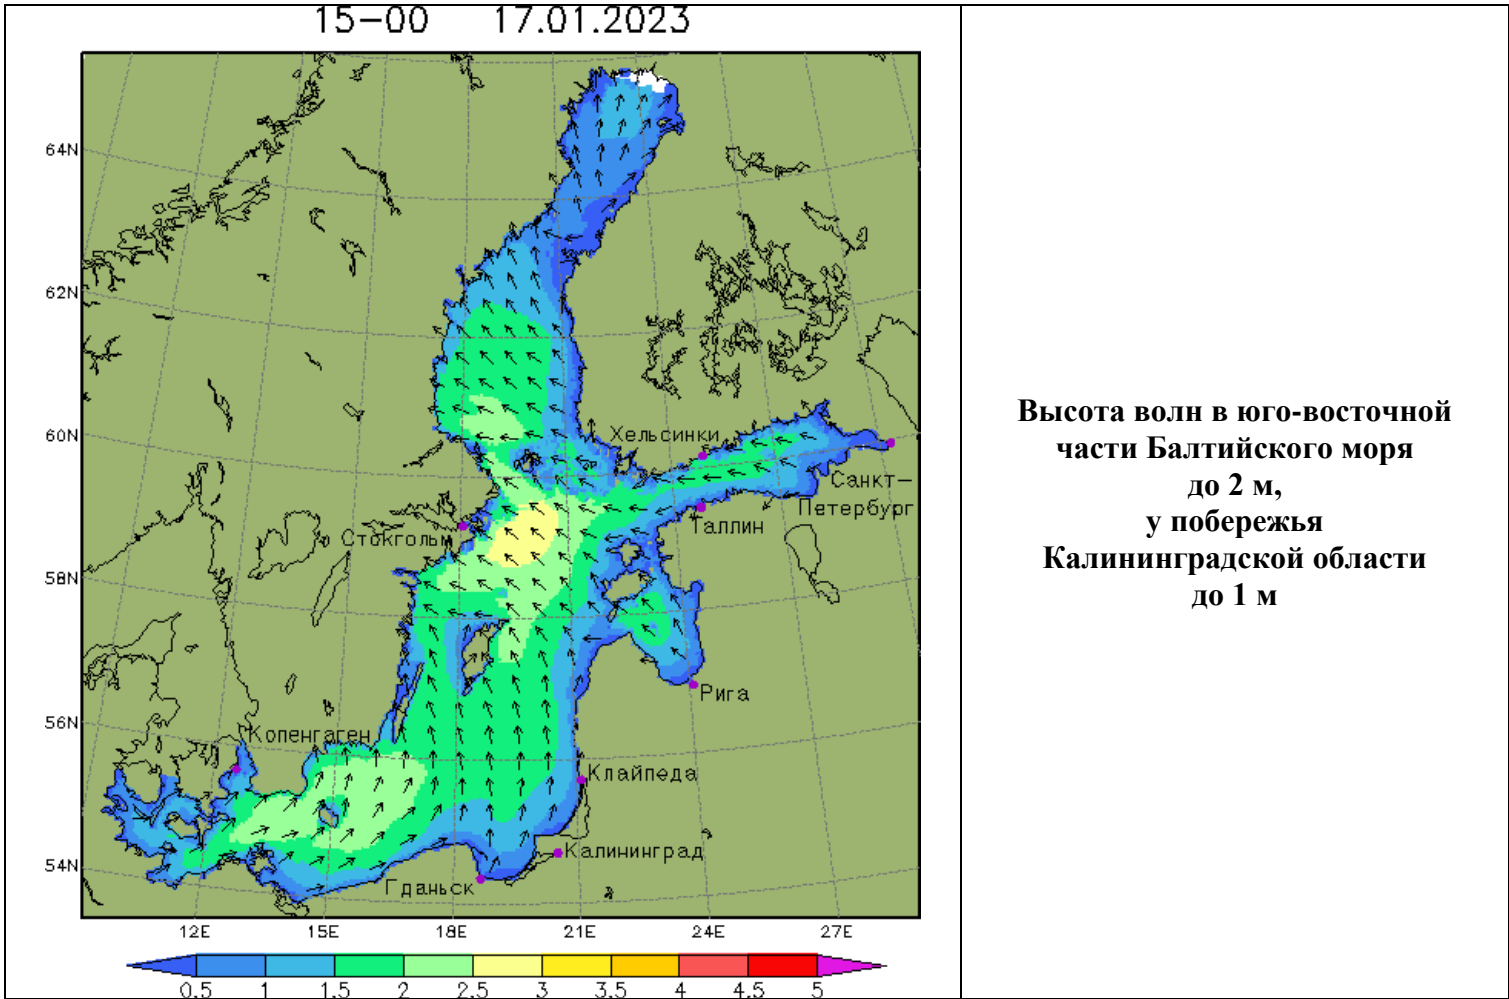 15-00 17.01.2023
64N
62N
60N
58N
56N
54N
Хельсинки
Санкт-
Петербург
Таллин
Стокгольм
Рига
Копенгаген
Клайпеда
Калининград
Гданьск
12E 15E 18E 21E 24E 27E
0.5 1 1.5 2 2.5 3 3.5 4 4.5 5
Высота волн в юго-восточной
части Балтийского моря
до 2 м,
у побережья
Калининградской области
до 1 м